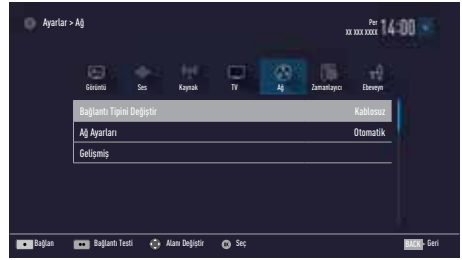 Ayarlar > Ağ
Per
xx xxx xxxx 14:00
Görüntü Ses Kaynak TV Ağ Zamanlayıcı Ebeveyn
Bağlantı Tipini Değiştir Kablosuz
Ağ Ayarları Otomatik
Gelişmiş
Bağlan Bağlantı Testi Alanı Değiştir OK Seç BACK Geri